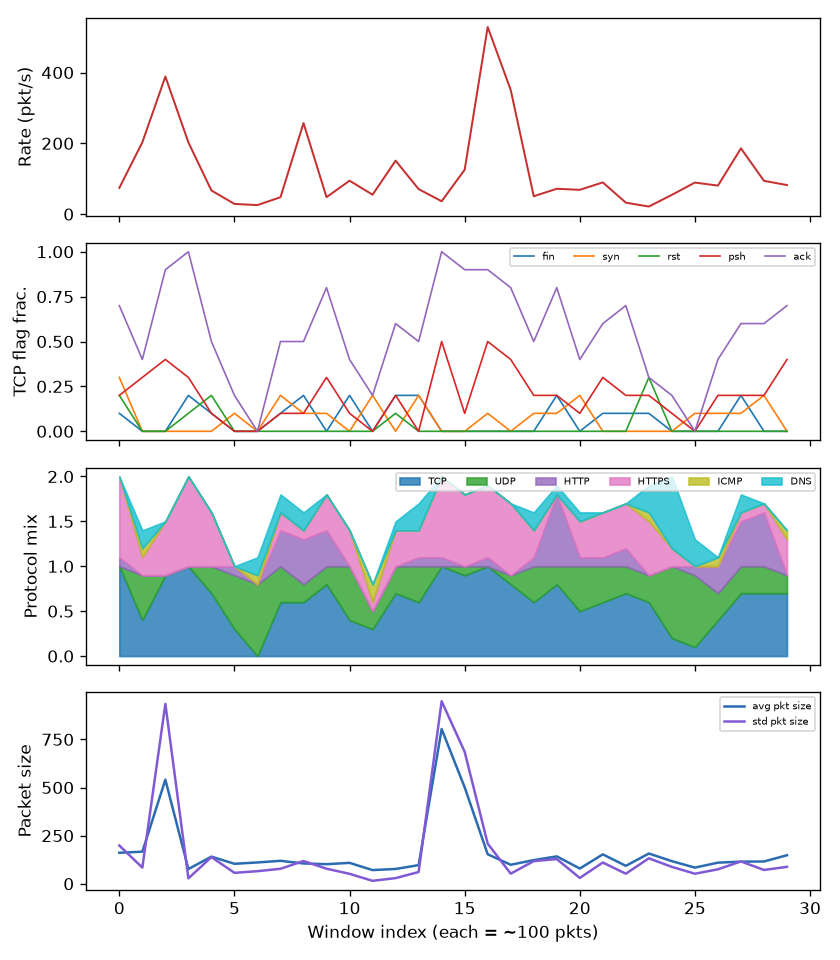 Rate (pkt/s)
400
200
0
TCP flag frac.
1.00
0.75
0.50
0.25
0.00
fin syn rst psh ack
Protocol mix
2.0
1.5
1.0
0.5
0.0
TCP UDP HTTP HTTPS ICMP DNS
Packet size
750
500
250
0
avg pkt size
std pkt size
0 5 10 15 20 25 30
Window index (each = ~100 pkts)